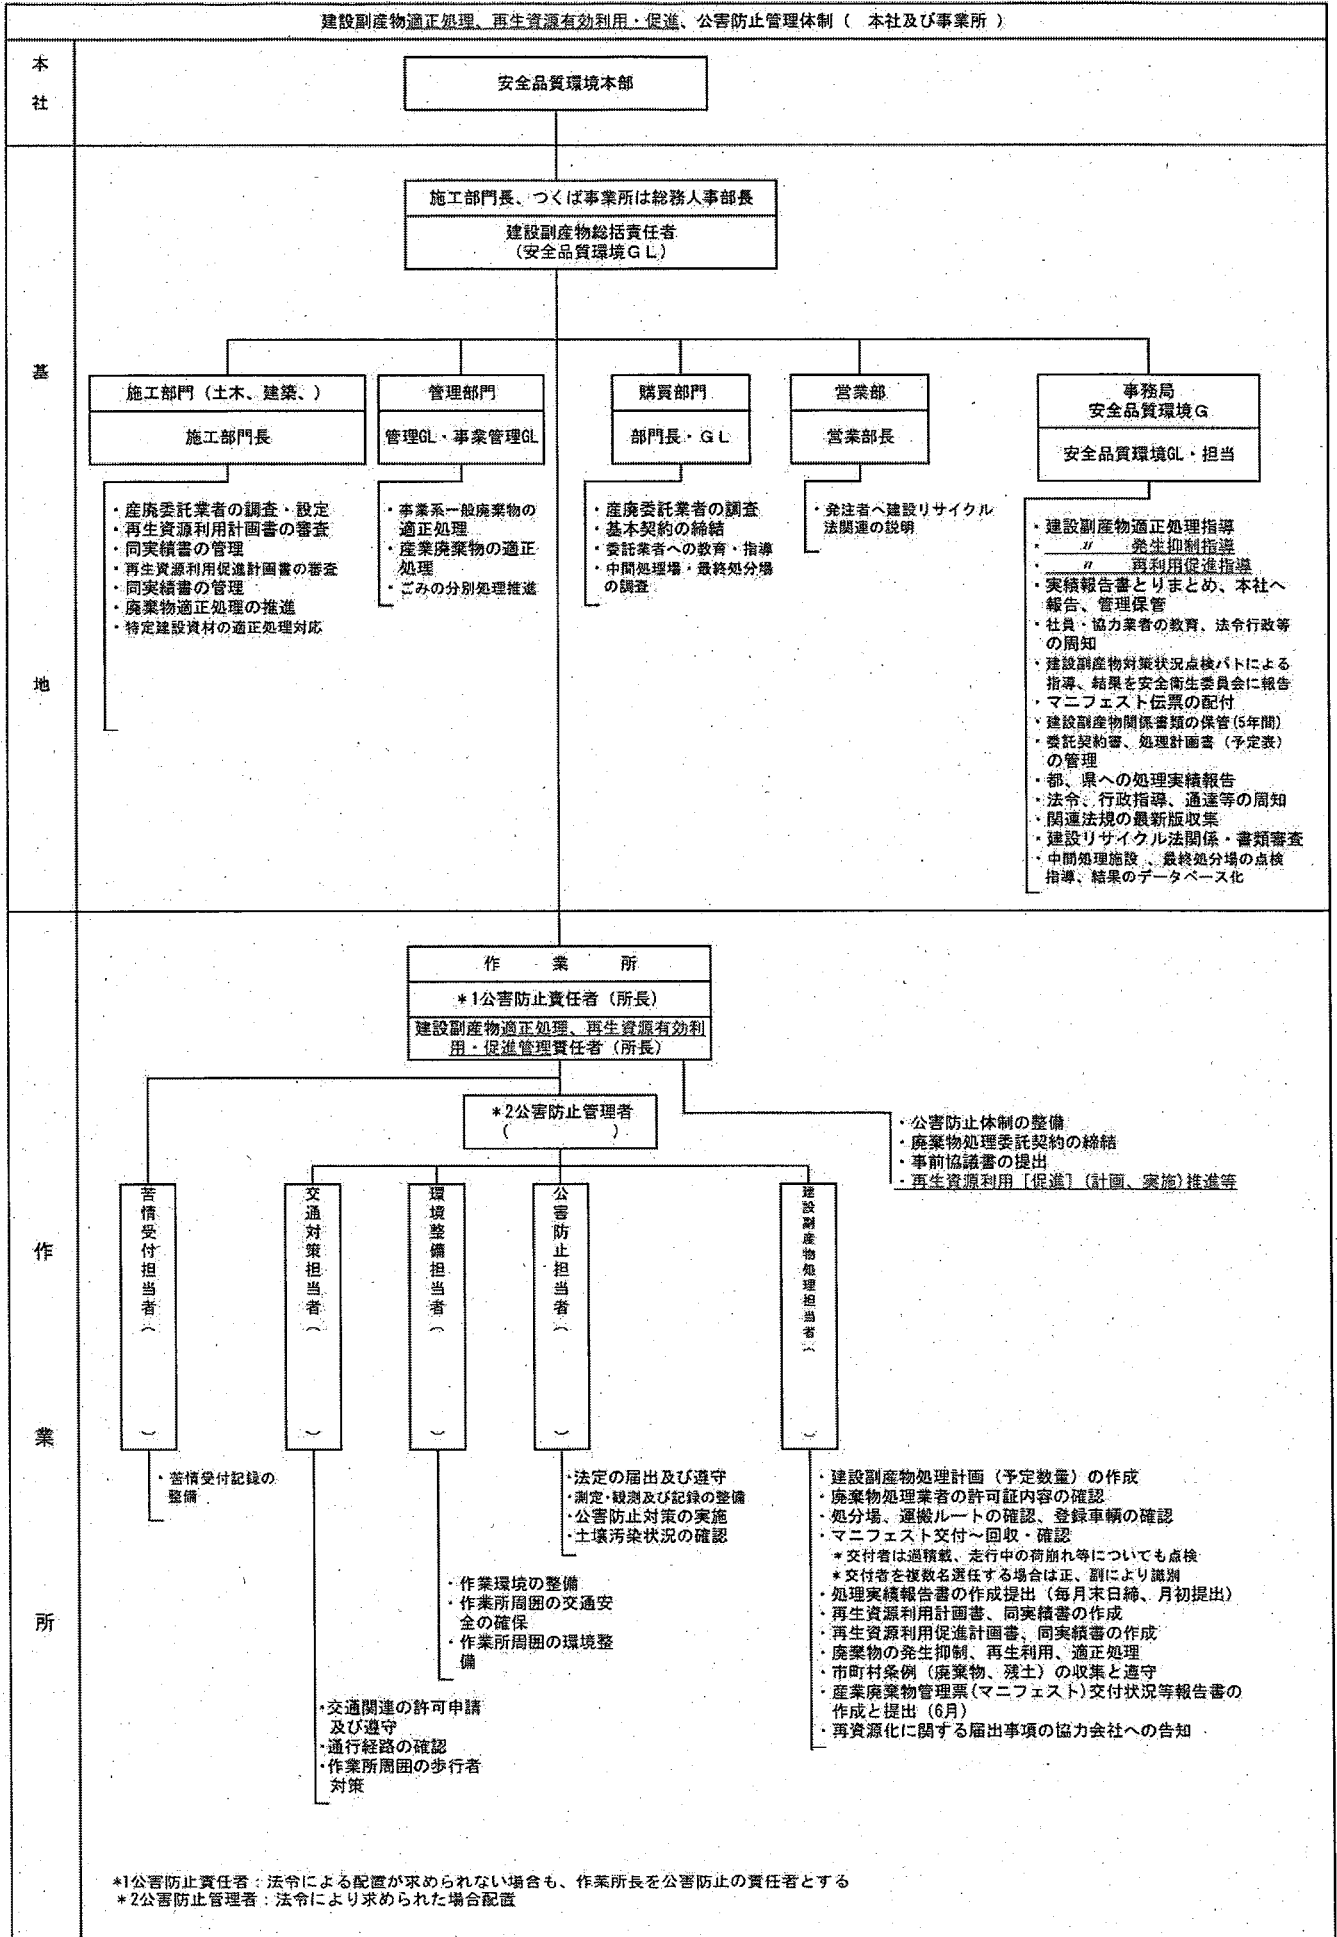 建設副産物適正処理、再生資源有効利用・促進、公害防止管理体制（　本社及び事業所　）
本社
安全品質環境本部
基地
施工部門長、つくば事業所は総務人事部長
建設副産物総括責任者
（安全品質環境ＧＬ）
施工部門（土木、建築、）
施工部門長
・産廃委託業者の調査・設定
・再生資源利用計画書の審査
・同実績書の管理
・再生資源利用促進計画書の審査
・同実績書の管理
・廃棄物適正処理の推進
・特定建設資材の適正処理対応
管理部門
管理GL・事業管理GL
・事業系一般廃棄物の
適正処理
・産業廃棄物の適正
処理
・ごみの分別処理推進
購買部門
部門長・ＧＬ
・産廃委託業者の調査
・基本契約の締結
・委託業者への教育・指導
・中間処理場・最終処分場
の調査
営業部
営業部長
・発注者へ建設リサイクル
法関連の説明
事務局
安全品質環境Ｇ
安全品質環境GL・担当
・建設副産物適正処理指導
・　〃　発生抑制指導
・　〃　再利用促進指導
・実績報告書とりまとめ、本社へ
報告、管理保管
・社員・協力業者の教育、法令行政等
の周知
・建設副産物対策状況点検パトによる
指導、結果を安全衛生委員会に報告
・マニフェスト伝票の配付
・建設副産物関係書類の保管(5年間)
・委託契約書、処理計画書（予定表）
の管理
・都、県への処理実績報告
・法令、行政指導、通達等の周知
・関連法規の最新版収集
・建設リサイクル法関係・書類審査
・中間処理施設 、最終処分場の点検
指導、結果のデータベース化
作業所
作　業　所
＊1公害防止責任者（所長）
建設副産物適正処理、再生資源有効利
用・促進管理責任者（所長）
＊2公害防止管理者
（　　　　　　）
・公害防止体制の整備
・廃棄物処理委託契約の締結
・事前協議書の提出
・再生資源利用［促進］(計画、実施)推進等
苦情受付担当者（　　　）
・苦情受付記録の
整備
交通対策担当者（　　　）
・交通関連の許可申請
及び遵守
・通行経路の確認
・作業所周囲の歩行者
対策
環境整備担当者（　　　）
・作業環境の整備
・作業所周囲の交通安
全の確保
・作業所周囲の環境整
備
公害防止担当者（　　　）
・法定の届出及び遵守
・測定・観測及び記録の整備
・公害防止対策の実施
・土壌汚染状況の確認
建設副産物処理担当者（　　　）
・建設副産物処理計画（予定数量）の作成
・廃棄物処理業者の許可証内容の確認
・処分場、運搬ルートの確認、登録車輌の確認
・マニフェスト交付～回収・確認
＊交付者は過積載、走行中の荷崩れ等についても点検
＊交付者を複数名選任する場合は正、副により識別
・処理実績報告書の作成提出（毎月末日締、月初提出）
・再生資源利用計画書、同実績書の作成
・再生資源利用促進計画書、同実績書の作成
・廃棄物の発生抑制、再生利用、適正処理
・市町村条例（廃棄物、残土）の収集と遵守
・産業廃棄物管理票(マニフェスト)交付状況等報告書の
作成と提出（6月）
・再資源化に関する届出事項の協力会社への告知
*1公害防止責任者：法令による配置が求められない場合も、作業所長を公害防止の責任者とする
＊2公害防止管理者：法令により求められた場合配置